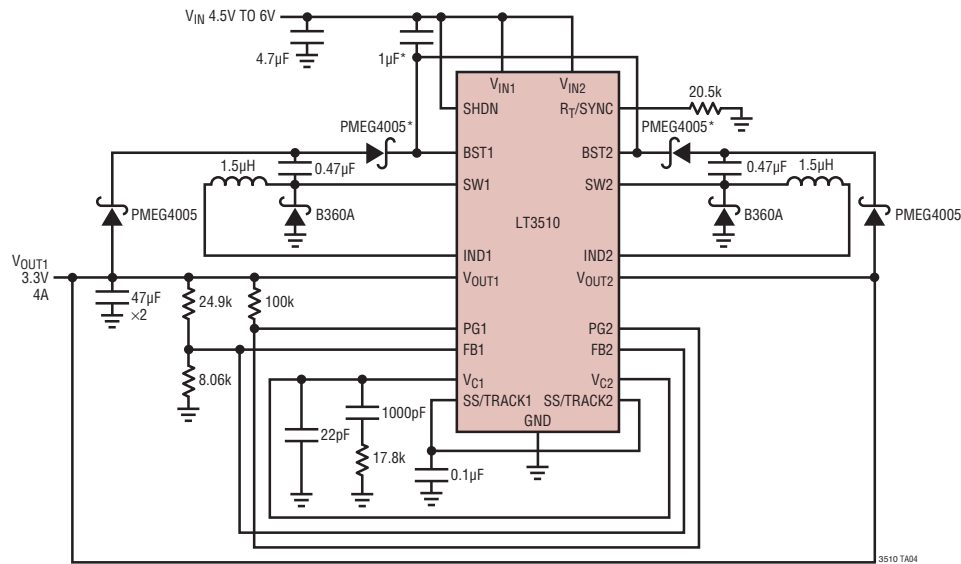 VIN 4.5V TO 6V
4.7µF
1µF*
VIN1
VIN2
SHDN
RT/SYNC
20.5k
PMEG4005*
PMEG4005*
BST1
BST2
1.5µH
0.47µF
0.47µF
1.5µH
SW1
SW2
PMEG4005
B360A
LT3510
B360A
PMEG4005
IND1
IND2
VOUT1
3.3V
4A
VOUT1
VOUT2
47µF
×2
24.9k
100k
PG1
PG2
FB1
FB2
8.06k
VC1
VC2
1000pF
SS/TRACK1
SS/TRACK2
GND
22pF
17.8k
0.1µF
3510 TA04